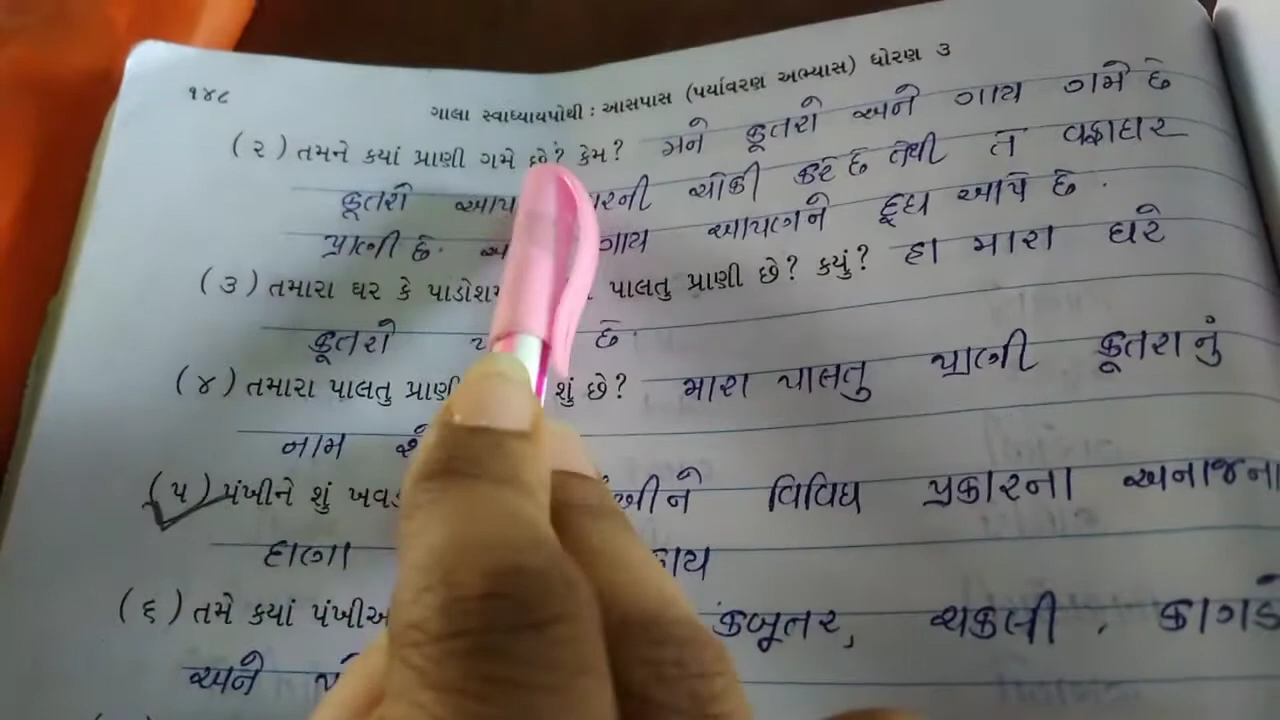 ૧૪૮
ગાલા સ્વાધ્યાયપોથી : આસપાસ (પર્યાવરણ અભ્યાસ) ધોરણ ૩
(૨) તમને કયાં પ્રાણી ગમે છે? કેમ? મને કૂતરો અને ગાય ગમે છે
કૂતરો રની ચોકી કરે છે તેથી તે વફાદાર
પ્રાણી છે. ગાય આપણને દૂધ આપે છે.
(૩) તમારા ઘર કે પાલતુ પ્રાણી છે? કયું? હા મારા ઘરે
કૂતરો છે.
(૪) તમારા પાલતુ શું છે? મારા પાલતુ પ્રાણી કૂતરાનું
નામ
(૫) પંખીને શું વિવિધ પ્રકારના અનાજના
દાણા
(૬) તમે કયાં કબૂતર, ચકલી,
અને